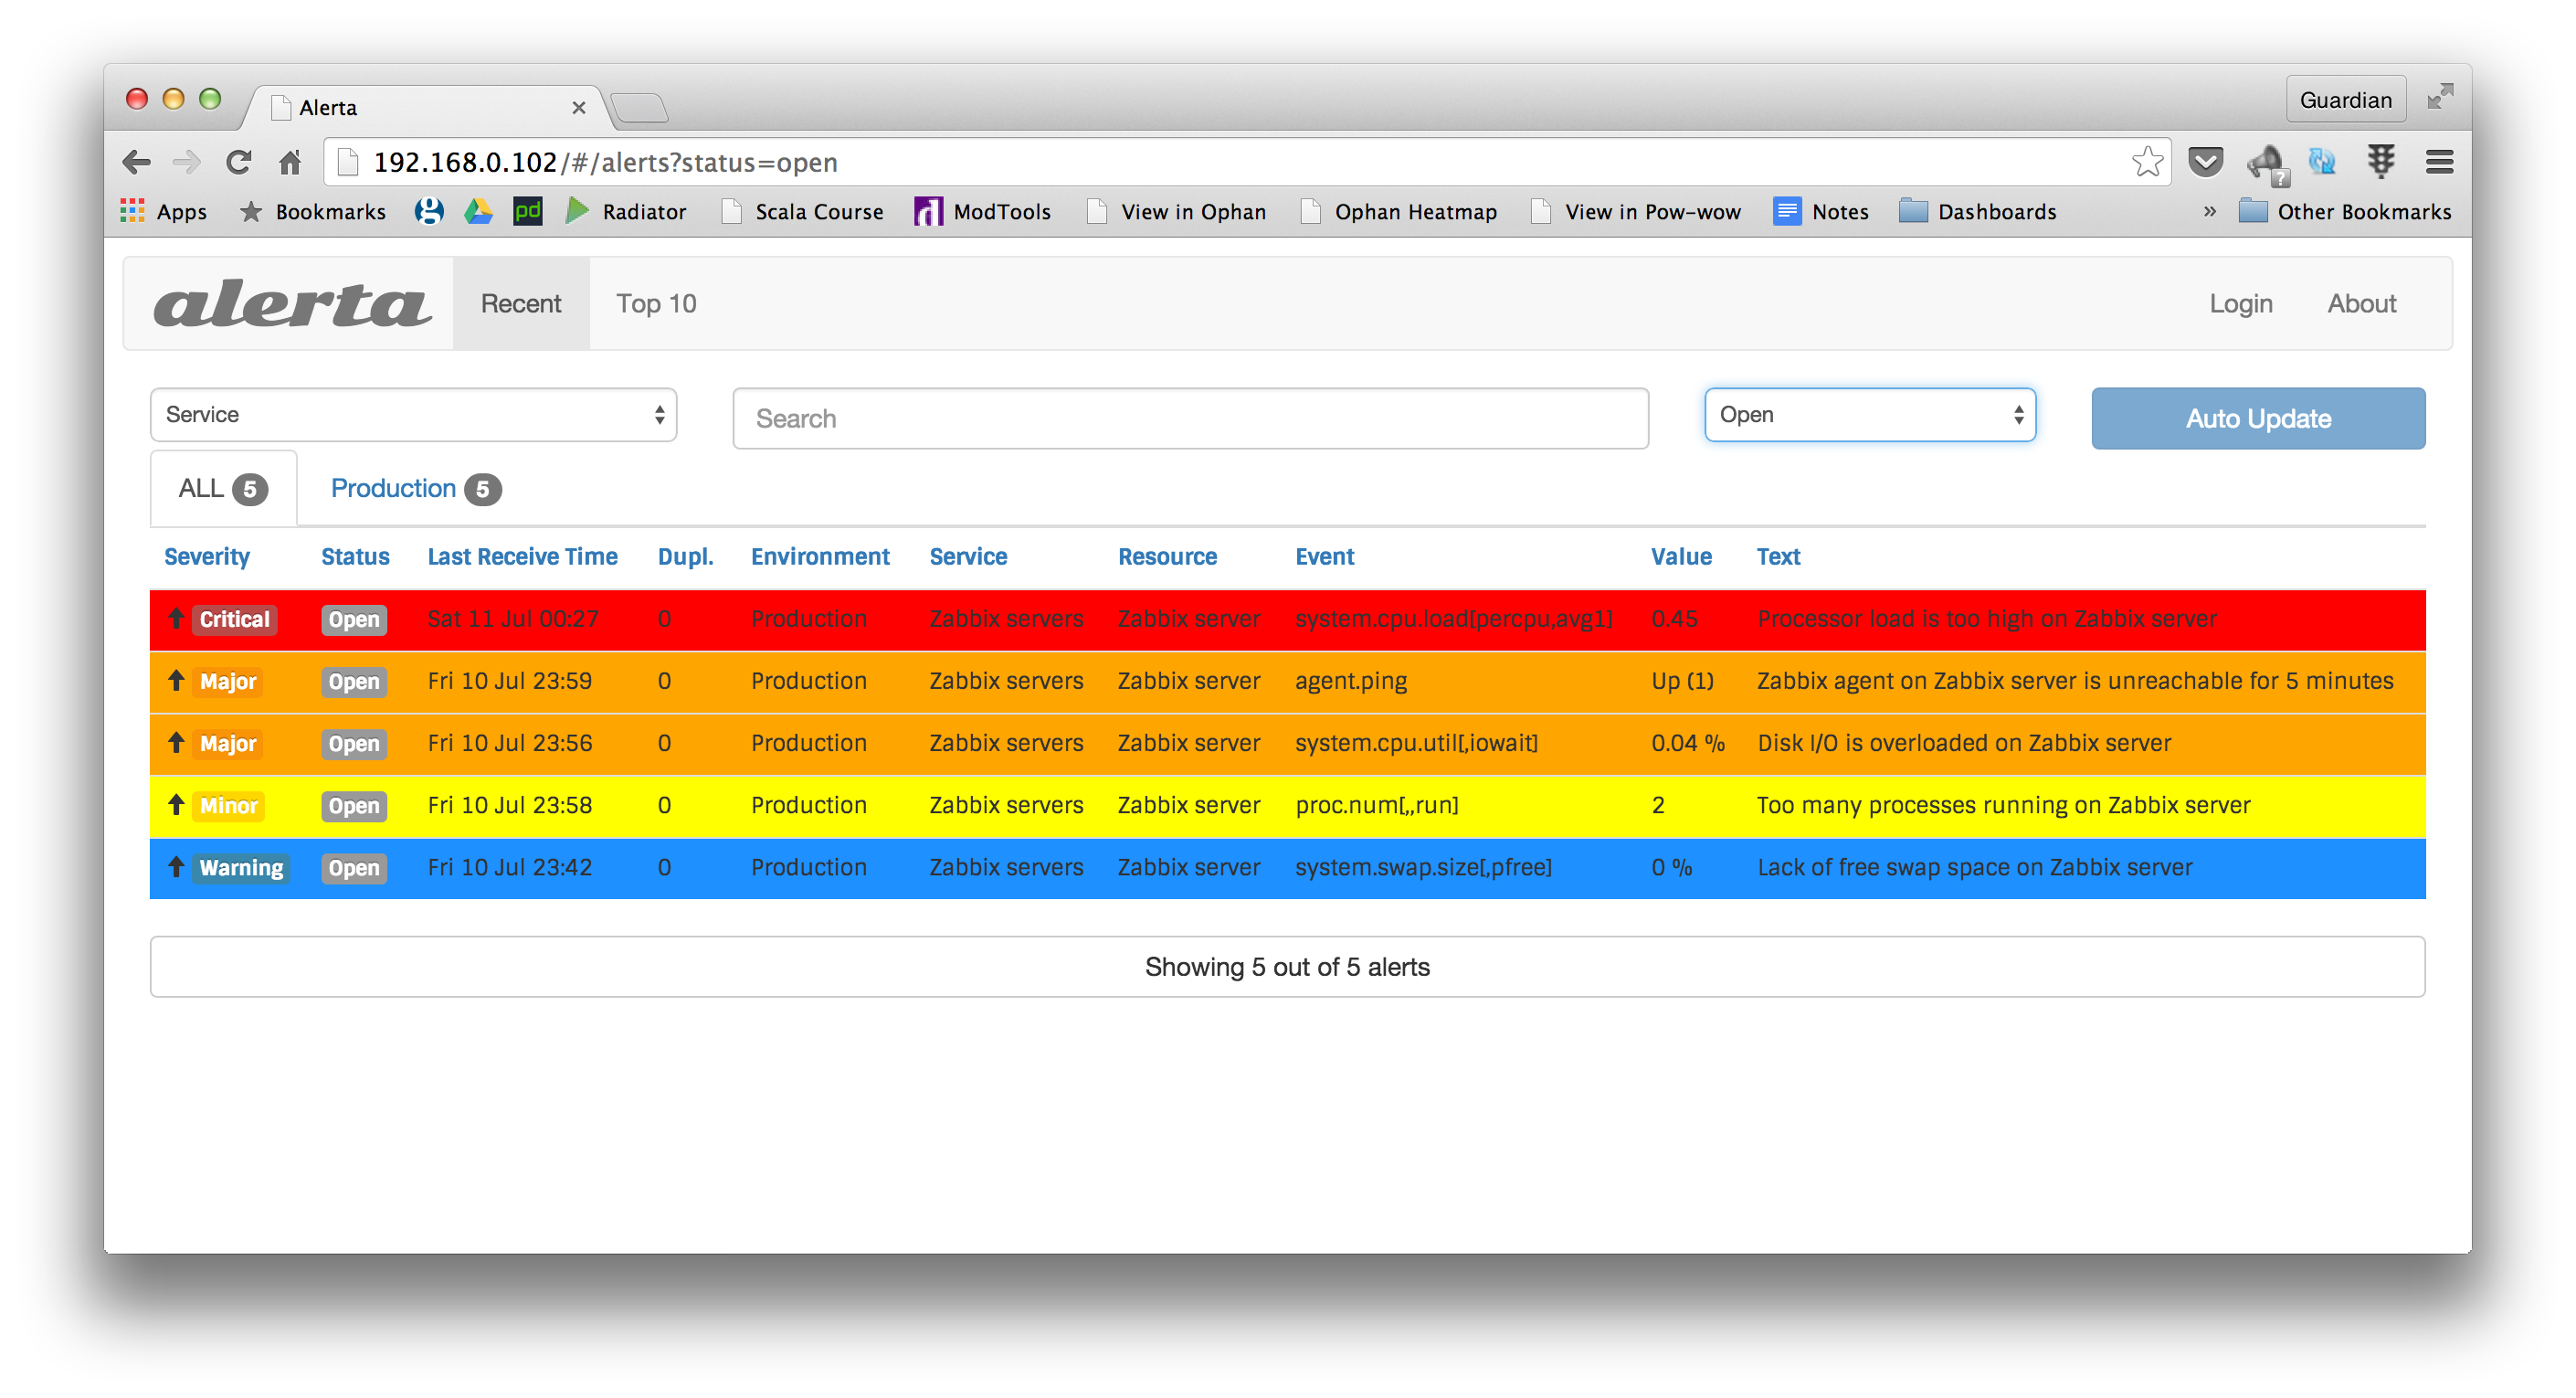 Alerta
Guardian
192.168.0.102/#/alerts?status=open
Apps Bookmarks pd Radiator Scala Course ModTools View in Ophan Ophan Heatmap View in Pow-wow Notes Dashboards » Other Bookmarks
alerta Recent Top 10 Login About
Service Search Open Auto Update
ALL 5 Production 5
Severity Status Last Receive Time Dupl. Environment Service Resource Event Value Text
Critical Open Sat 11 Jul 00:27 0 Production Zabbix servers Zabbix server system.cpu.load[percpu,avg1] 0.45 Processor load is too high on Zabbix server
Major Open Fri 10 Jul 23:59 0 Production Zabbix servers Zabbix server agent.ping Up (1) Zabbix agent on Zabbix server is unreachable for 5 minutes
Major Open Fri 10 Jul 23:56 0 Production Zabbix servers Zabbix server system.cpu.util[,iowait] 0.04 % Disk I/O is overloaded on Zabbix server
Minor Open Fri 10 Jul 23:58 0 Production Zabbix servers Zabbix server proc.num[,,run] 2 Too many processes running on Zabbix server
Warning Open Fri 10 Jul 23:42 0 Production Zabbix servers Zabbix server system.swap.size[,pfree] 0 % Lack of free swap space on Zabbix server
Showing 5 out of 5 alerts